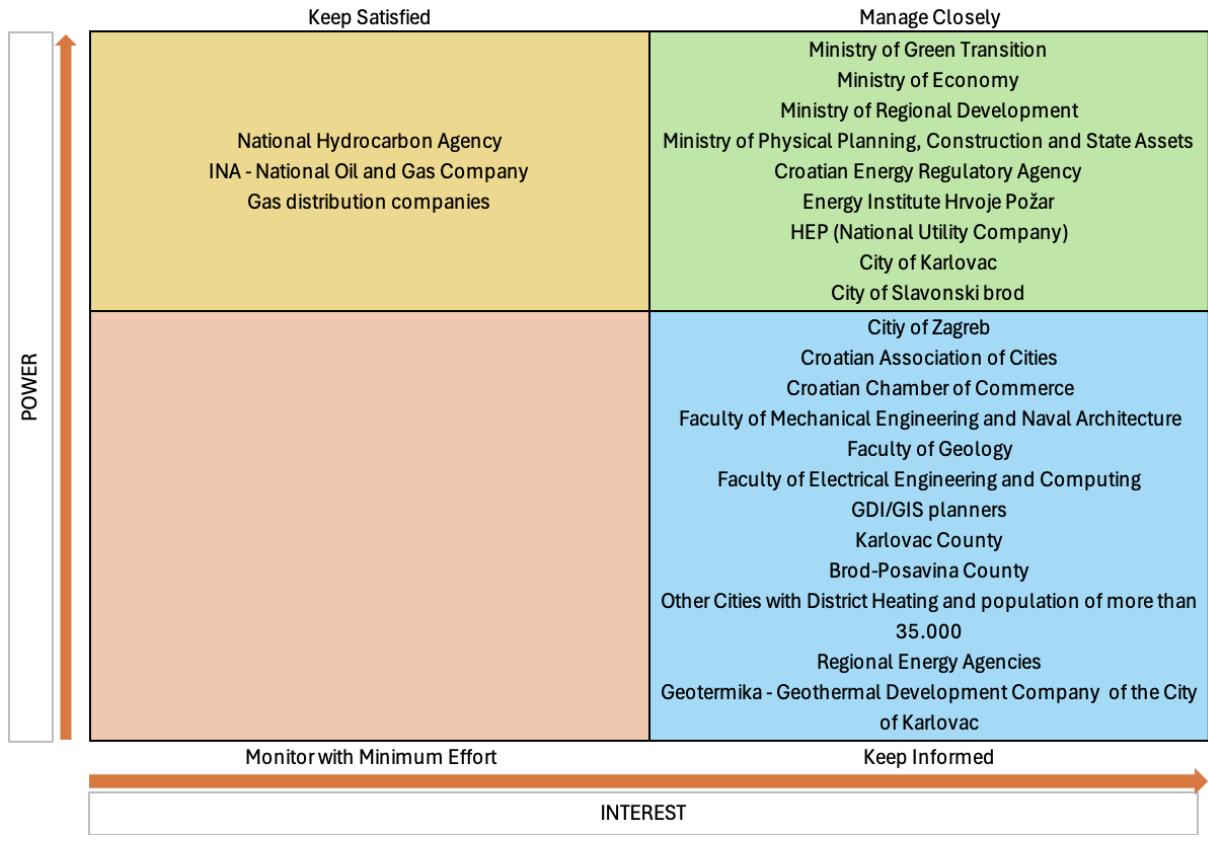 Keep Satisfied
Manage Closely
National Hydrocarbon Agency
INA - National Oil and Gas Company
Gas distribution companies
Ministry of Green Transition
Ministry of Economy
Ministry of Regional Development
Ministry of Physical Planning, Construction and State Assets
Croatian Energy Regulatory Agency
Energy Institute Hrvoje Požar
HEP (National Utility Company)
City of Karlovac
City of Slavonski brod
POWER
Citiy of Zagreb
Croatian Association of Cities
Croatian Chamber of Commerce
Faculty of Mechanical Engineering and Naval Architecture
Faculty of Geology
Faculty of Electrical Engineering and Computing
GDI/GIS planners
Karlovac County
Brod-Posavina County
Other Cities with District Heating and population of more than
35.000
Regional Energy Agencies
Geotermika - Geothermal Development Company of the City
of Karlovac
Monitor with Minimum Effort
Keep Informed
INTEREST